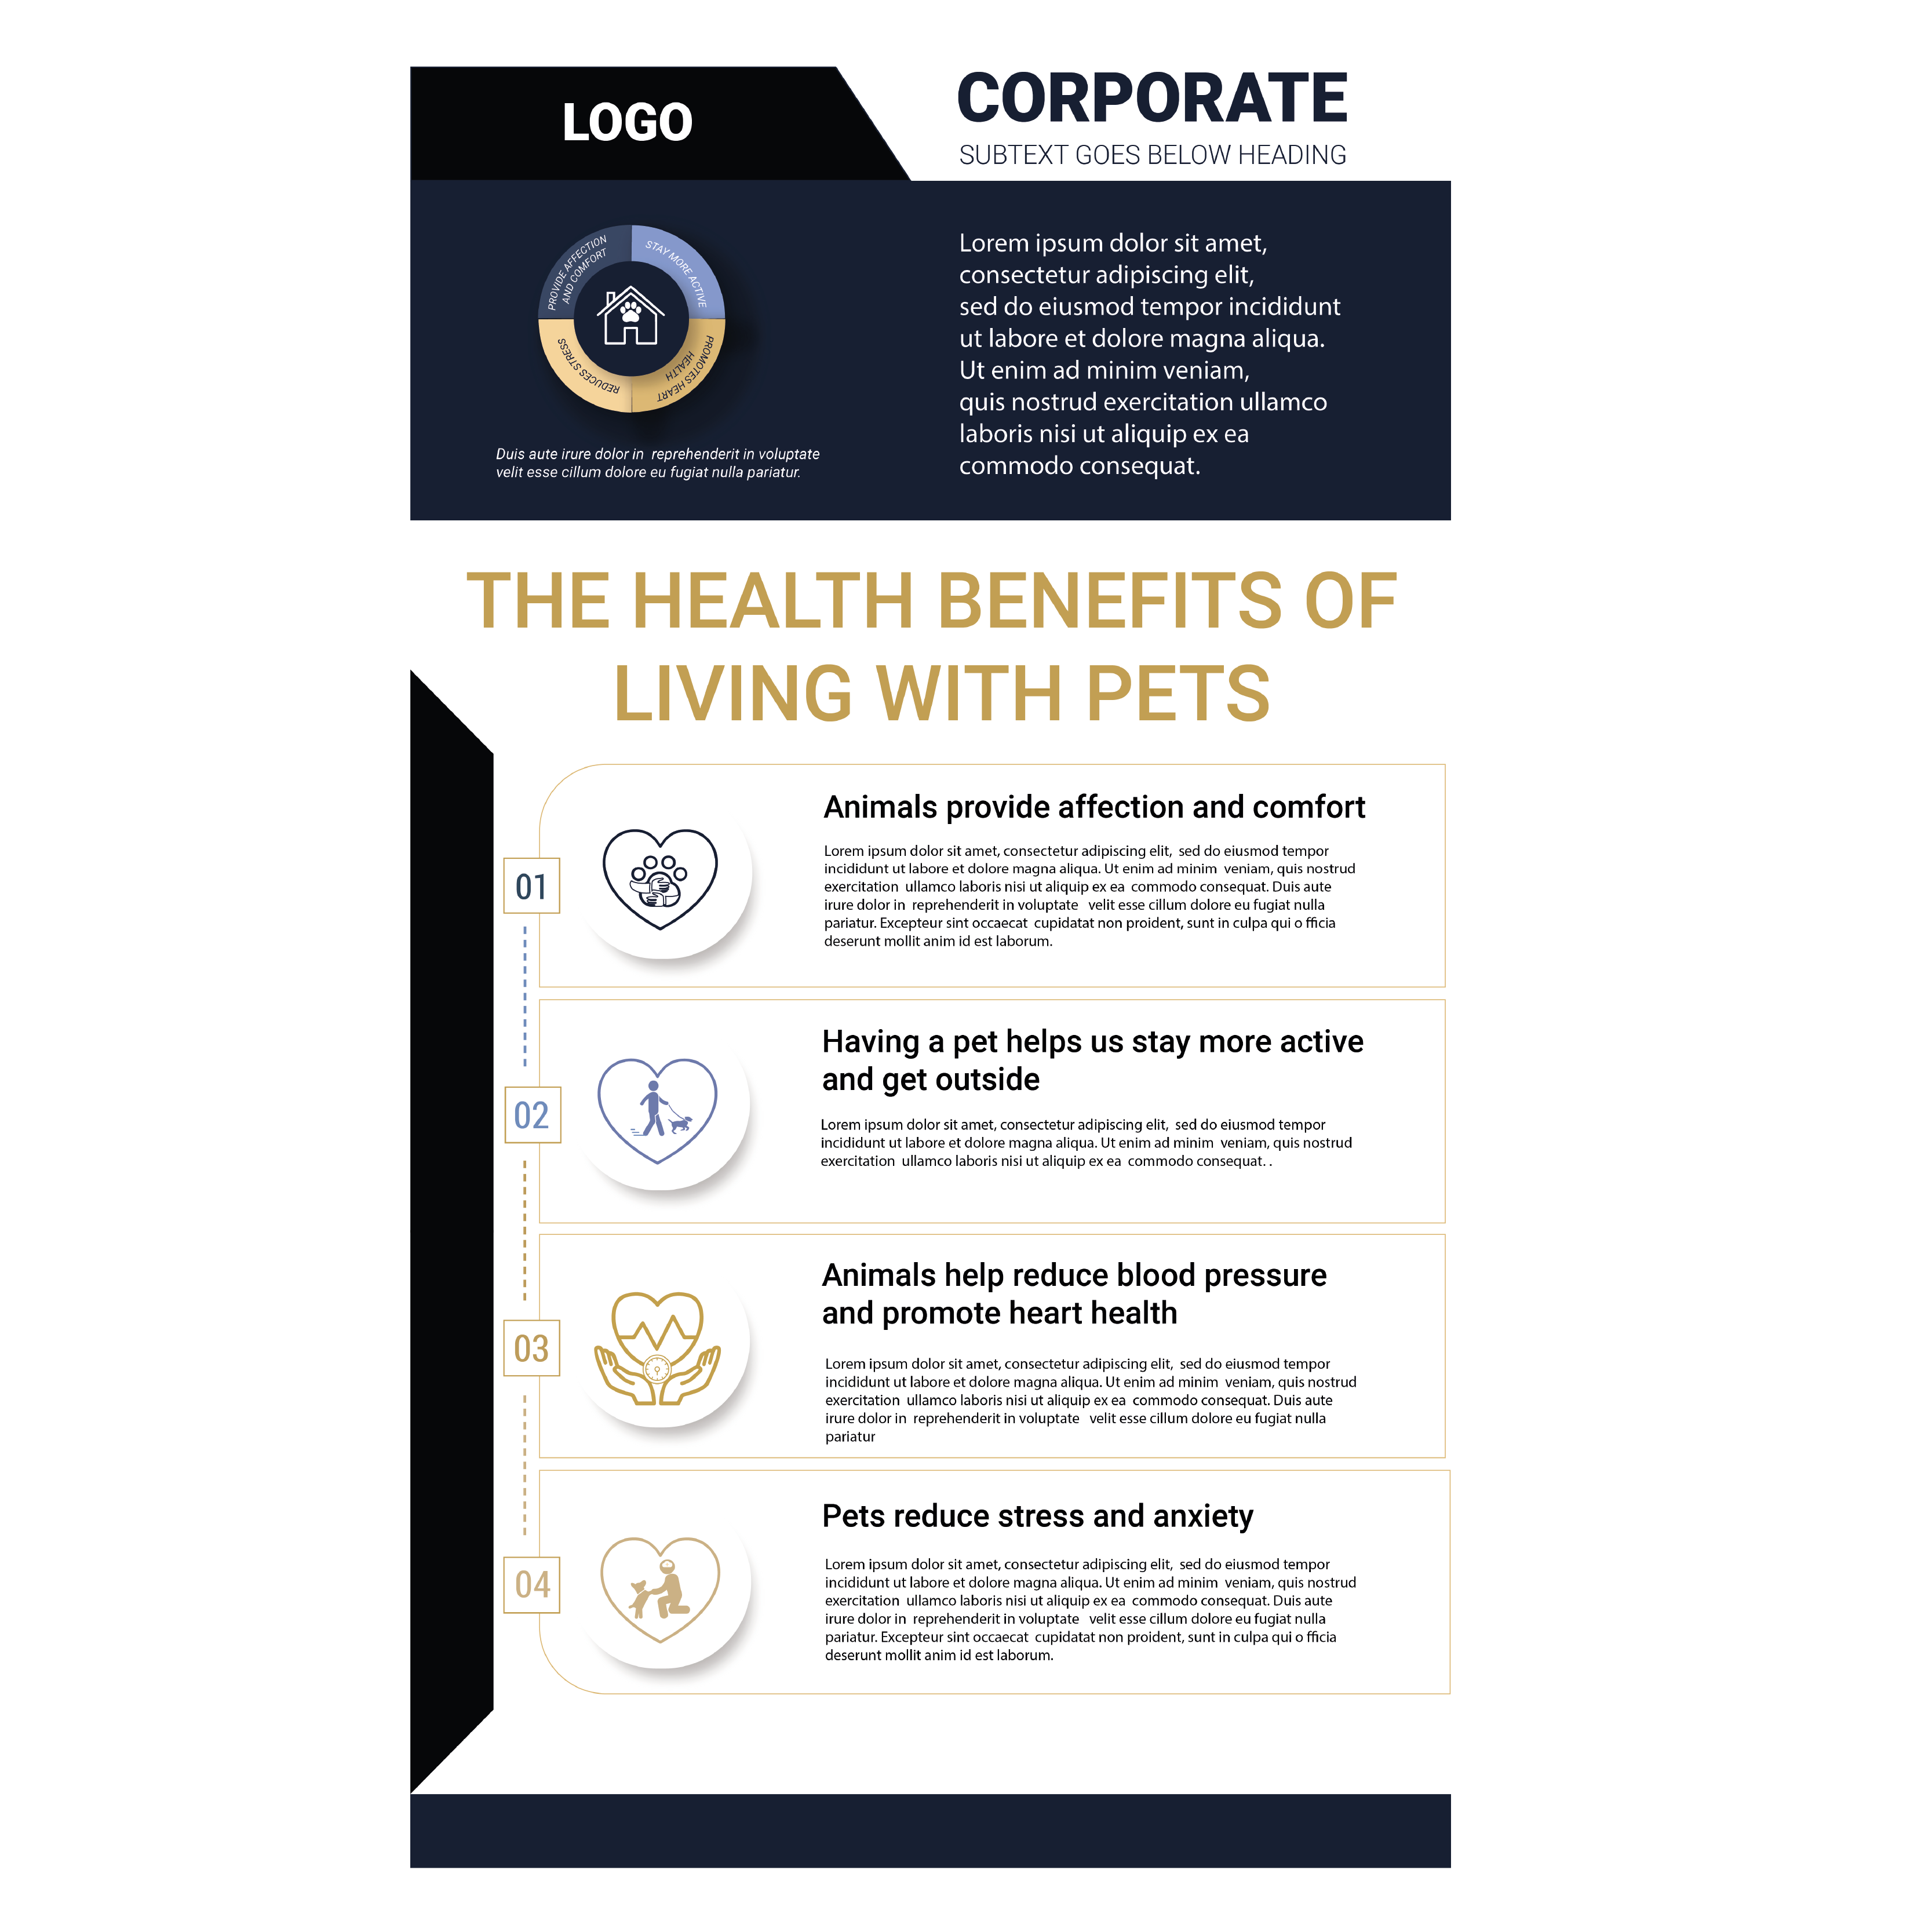 LOGO
CORPORATE
SUBTEXT GOES BELOW HEADING
PROVIDE AFFECTION
AND COMFORT
STAY MORE ACTIVE
REDUCES STRESS
PROMOTES HEART
HEALTH
Duis aute irure dolor in reprehenderit in voluptate
velit esse cillum dolore eu fugiat nulla pariatur.
Lorem ipsum dolor sit amet,
consectetur adipiscing elit,
sed do eiusmod tempor incididunt
ut labore et dolore magna aliqua.
Ut enim ad minim veniam,
quis nostrud exercitation ullamco
laboris nisi ut aliquip ex ea
commodo consequat.
THE HEALTH BENEFITS OF
LIVING WITH PETS
01
Animals provide affection and comfort
Lorem ipsum dolor sit amet, consectetur adipiscing elit, sed do eiusmod tempor
incididunt ut labore et dolore magna aliqua. Ut enim ad minim veniam, quis nostrud
exercitation ullamco laboris nisi ut aliquip ex ea commodo consequat. Duis aute
irure dolor in reprehenderit in voluptate velit esse cillum dolore eu fugiat nulla
pariatur. Excepteur sint occaecat cupidatat non proident, sunt in culpa qui o fficia
deserunt mollit anim id est laborum.
02
Having a pet helps us stay more active
and get outside
Lorem ipsum dolor sit amet, consectetur adipiscing elit, sed do eiusmod tempor
incididunt ut labore et dolore magna aliqua. Ut enim ad minim veniam, quis nostrud
exercitation ullamco laboris nisi ut aliquip ex ea commodo consequat. .
03
Animals help reduce blood pressure
and promote heart health
Lorem ipsum dolor sit amet, consectetur adipiscing elit, sed do eiusmod tempor
incididunt ut labore et dolore magna aliqua. Ut enim ad minim veniam, quis nostrud
exercitation ullamco laboris nisi ut aliquip ex ea commodo consequat. Duis aute
irure dolor in reprehenderit in voluptate velit esse cillum dolore eu fugiat nulla
pariatur
04
Pets reduce stress and anxiety
Lorem ipsum dolor sit amet, consectetur adipiscing elit, sed do eiusmod tempor
incididunt ut labore et dolore magna aliqua. Ut enim ad minim veniam, quis nostrud
exercitation ullamco laboris nisi ut aliquip ex ea commodo consequat. Duis aute
irure dolor in reprehenderit in voluptate velit esse cillum dolore eu fugiat nulla
pariatur. Excepteur sint occaecat cupidatat non proident, sunt in culpa qui o fficia
deserunt mollit anim id est laborum.